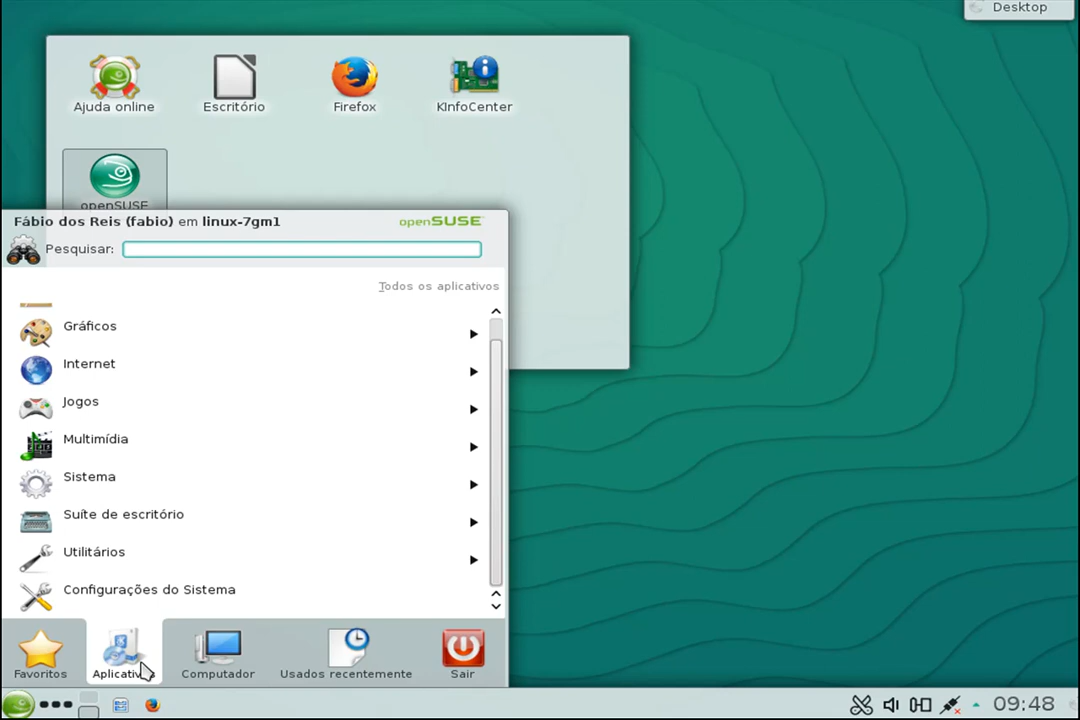 Desktop
Ajuda online
Escritório
Firefox
KInfoCenter
openSUSE
Fábio dos Reis (fabio) em linux-7gm1
openSUSE
Pesquisar:
Todos os aplicativos
Gráficos
Internet
Jogos
Multimídia
Sistema
Suíte de escritório
Utilitários
Configurações do Sistema
Favoritos
Computador
Usados recentemente
Sair
09:48